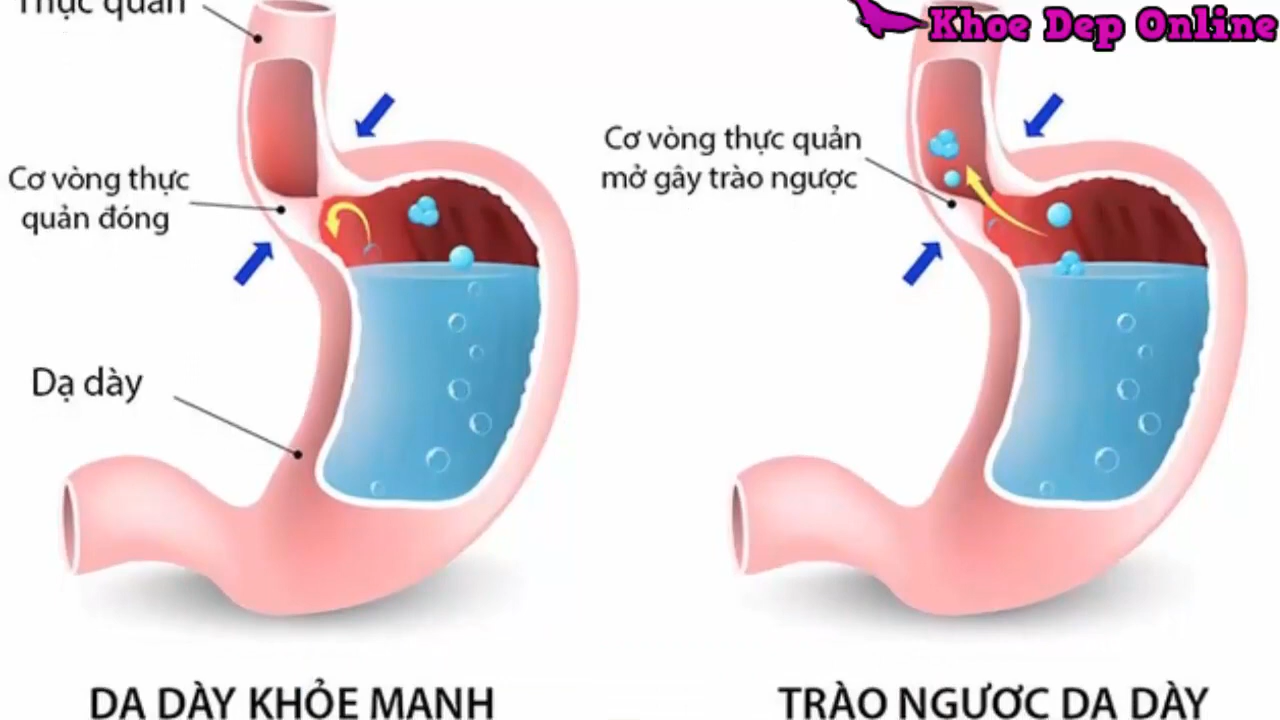 Thực quản
Khoe Dep Online
Cơ vòng thực
quản đóng
Cơ vòng thực quản
mở gây trào ngược
Dạ dày
DẠ DÀY KHỎE MẠNH
TRÀO NGƯỢC DẠ DÀY